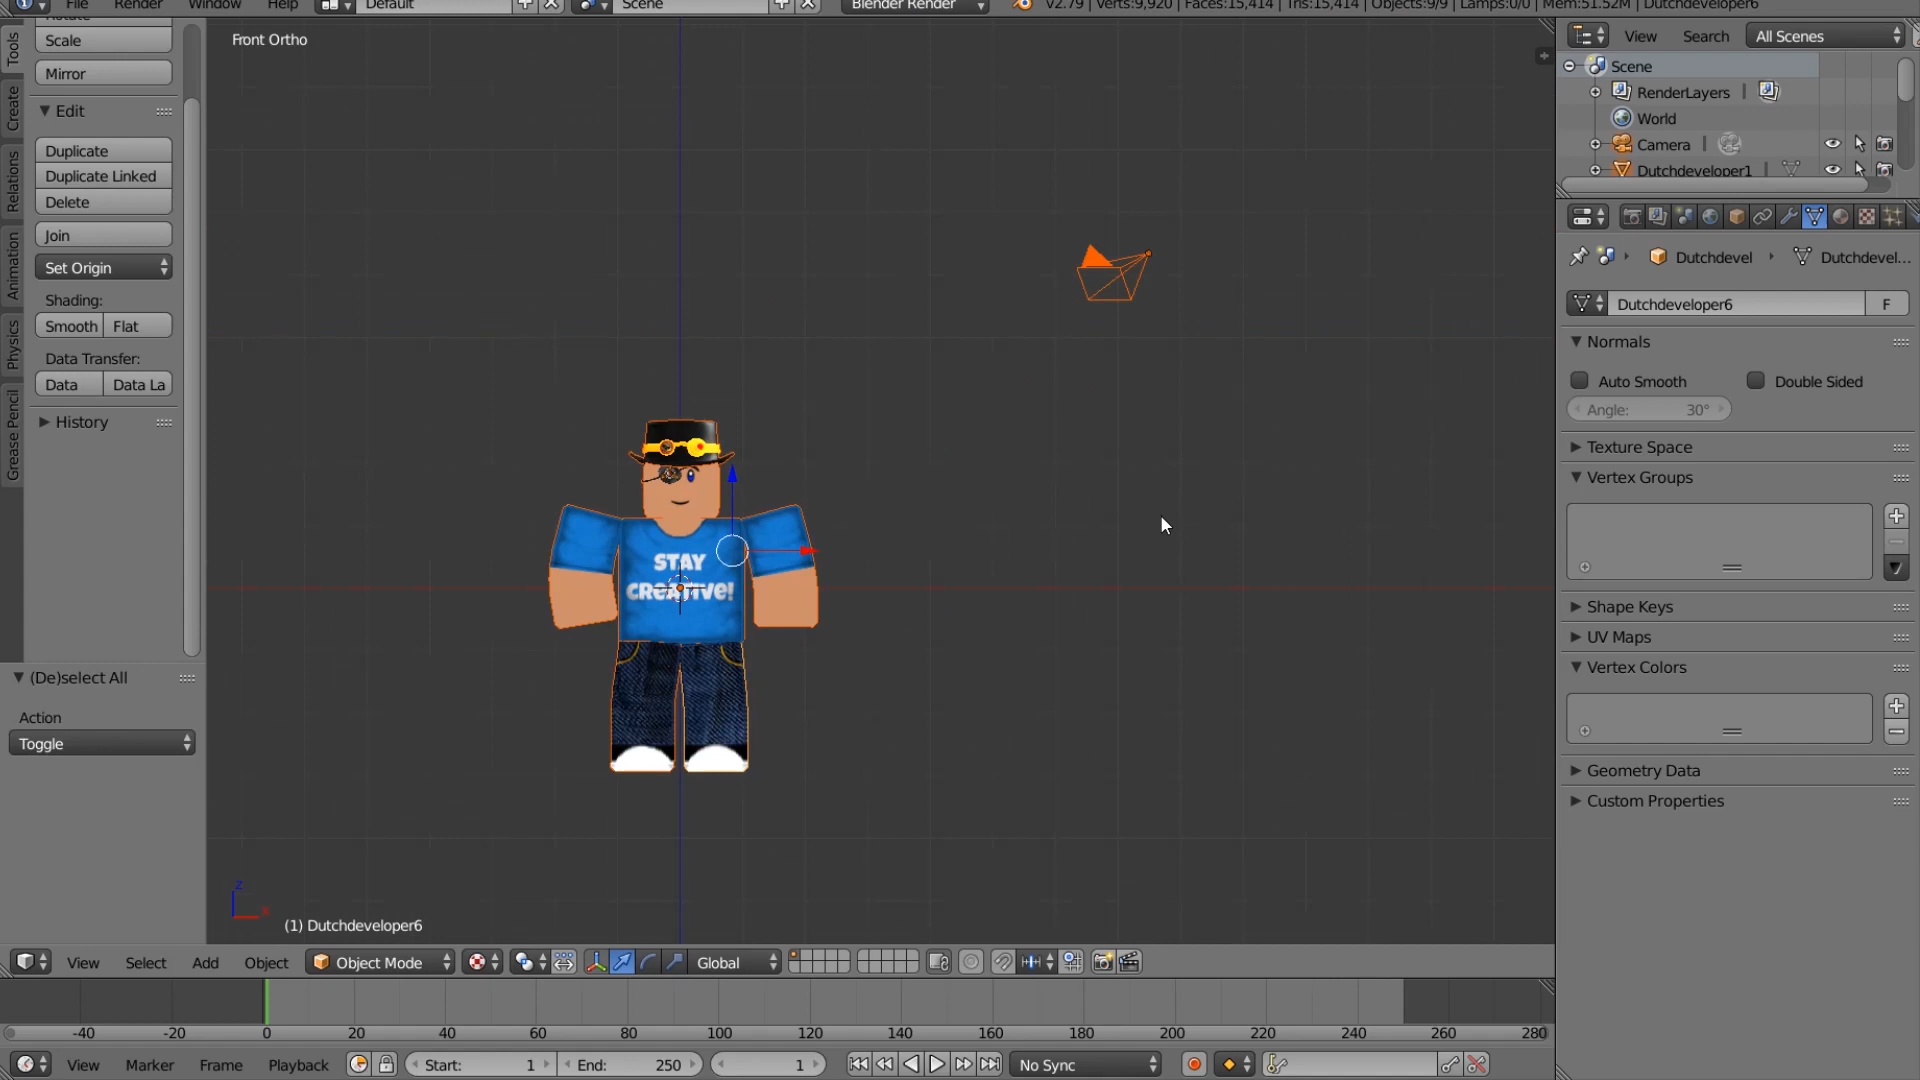 File Render Window Help Default Scene Blender Render v2.79 | Verts:9,920 | Faces:15,414 | Tris:15,414 | Objects:9/9 | Lamps:0/0 | Mem:51.52M | Dutchdeveloper6
Tools
Create
Relations
Animation
Physics
Grease Pencil
Rotate
Scale
Mirror
Edit
Duplicate
Duplicate Linked
Delete
Join
Set Origin
Shading:
Smooth Flat
Data Transfer:
Data Data La
History
(De)select All
Action
Toggle
Front Ortho
STAY
CREATIVE!
z
x
(1) Dutchdeveloper6
View Select Add Object Object Mode Global
-40 -20 0 20 40 60 80 100 120 140 160 180 200 220 240 260 280
View Marker Frame Playback Start: 1 End: 250 1 No Sync
View Search All Scenes
Scene
RenderLayers |
World
Camera |
Dutchdeveloper1 |
Dutchdevel Dutchdevel...
Dutchdeveloper6 F
Normals
Auto Smooth Double Sided
Angle: 30°
Texture Space
Vertex Groups
Shape Keys
UV Maps
Vertex Colors
Geometry Data
Custom Properties